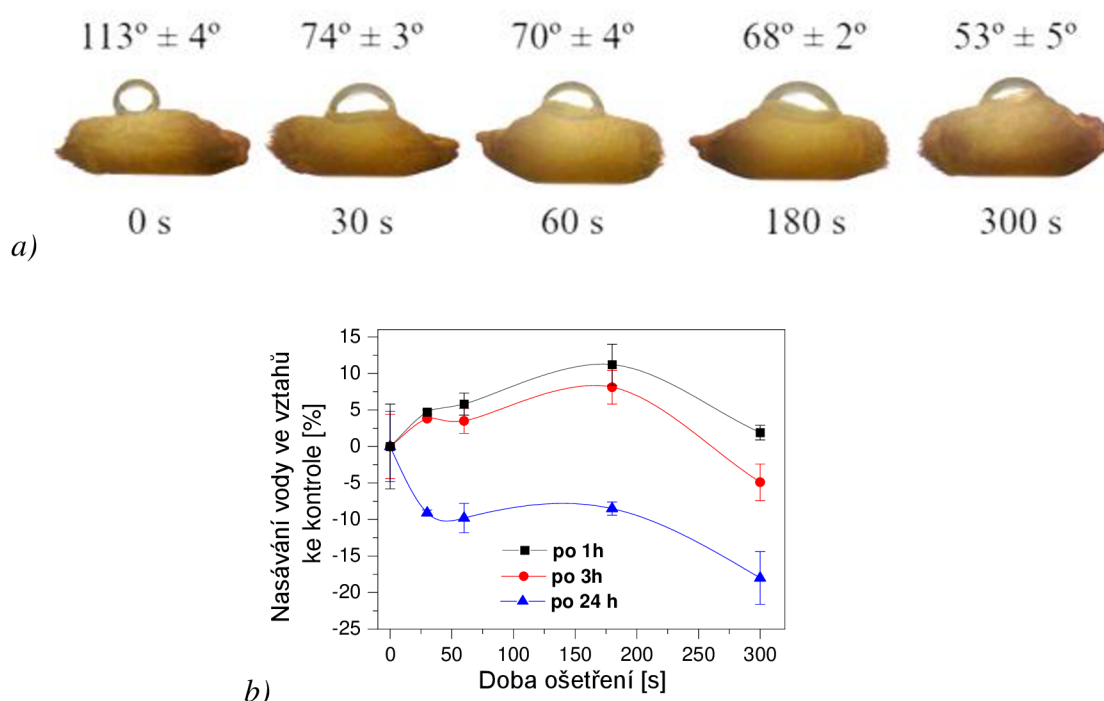 113º ± 4º 74º ± 3º 70º ± 4º 68º ± 2º 53º ± 5º
0 s 30 s 60 s 180 s 300 s
a)
Nasávání vody ve vztahů
ke kontrole [%]
15
10
5
0
-5
-10
-15
-20
-25
po 1h
po 3h
po 24 h
0 50 100 150 200 250 300
Doba ošetření [s]
b)